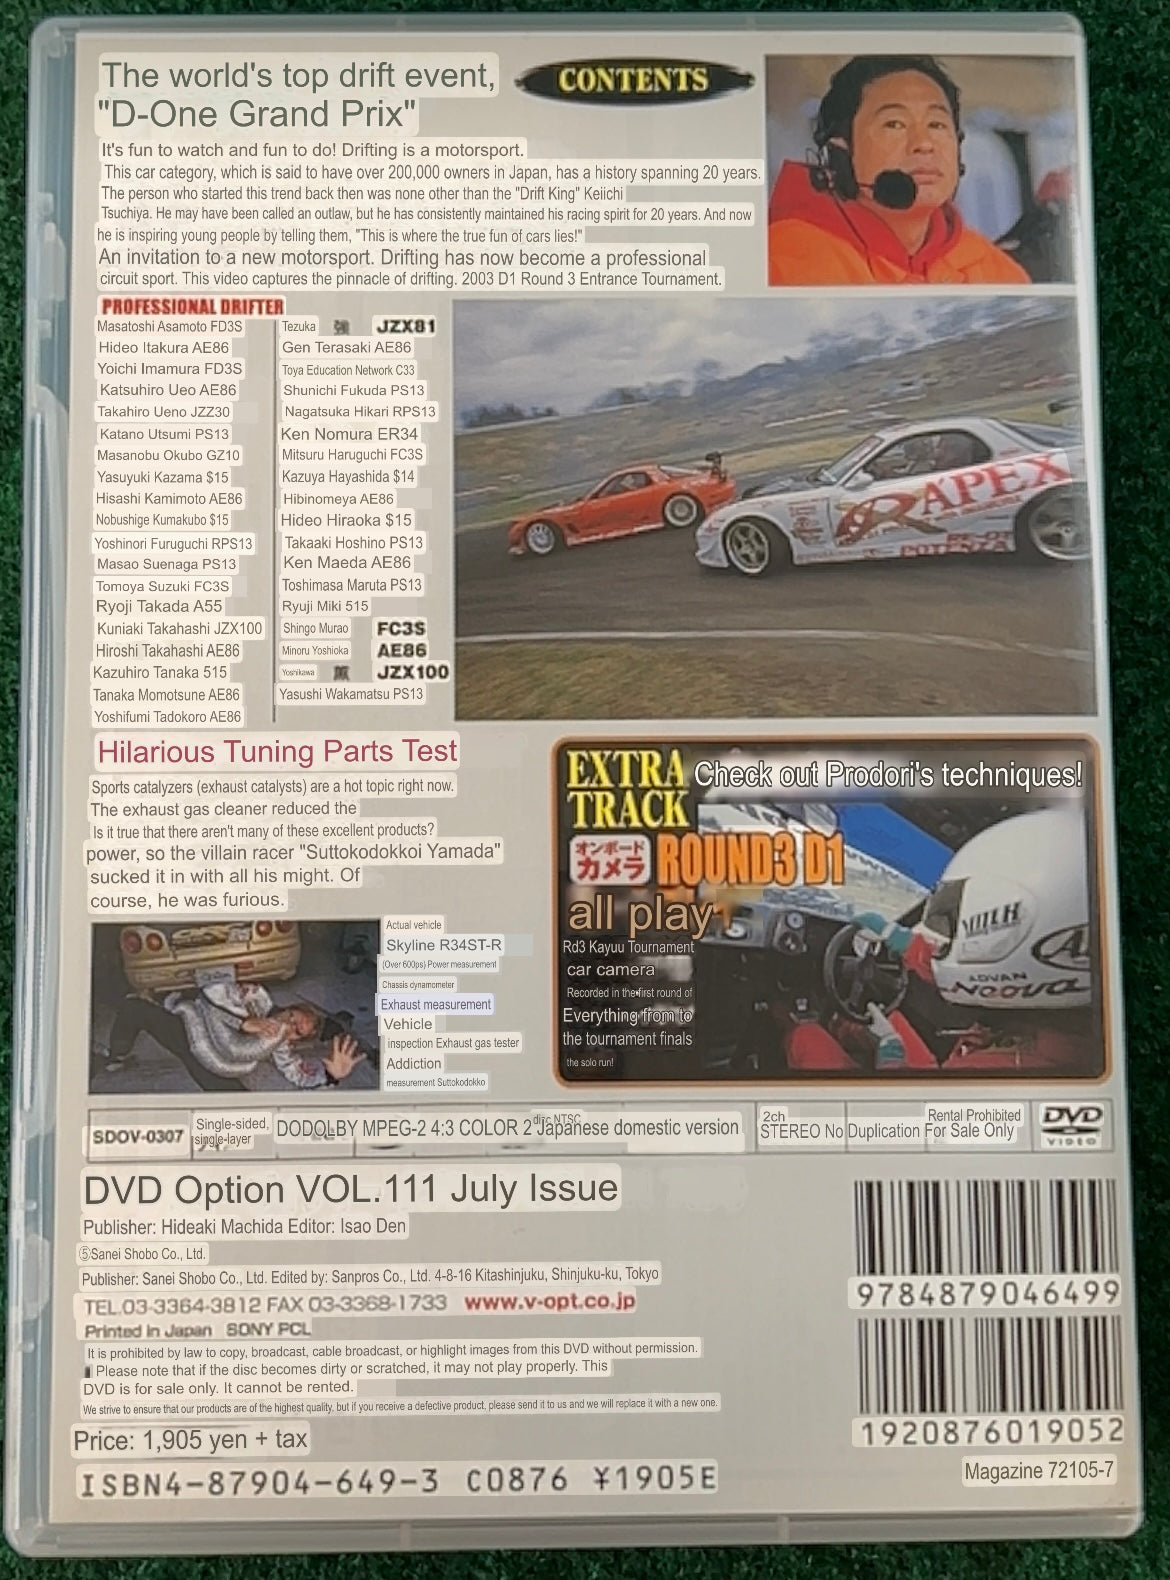 The world's top drift event,
"D-One Grand Prix"
CONTENTS
It's fun to watch and fun to do! Drifting is a motorsport.
This car category, which is said to have over 200,000 owners in Japan, has a history spanning 20 years.
The person who started this trend back then was none other than the "Drift King" Keiichi
Tsuchiya. He may have been called an outlaw, but he has consistently maintained his racing spirit for 20 years. And now
he is inspiring young people by telling them, "This is where the true fun of cars lies!"
An invitation to a new motorsport. Drifting has now become a professional
circuit sport. This video captures the pinnacle of drifting. 2003 D1 Round 3 Entrance Tournament.
PROFESSIONAL DRIFTER
Masatoshi Asamoto FD3S
Hideo Itakura AE86
Yoichi Imamura FD3S
Katsuhiro Ueo AE86
Takahiro Ueno JZZ30
Katano Utsumi PS13
Masanobu Okubo GZ10
Yasuyuki Kazama $15
Hisashi Kamimoto AE86
Nobushige Kumakubo $15
Yoshinori Furuguchi RPS13
Masao Suenaga PS13
Tomoya Suzuki FC3S
Ryoji Takada A55
Kuniaki Takahashi JZX100
Hiroshi Takahashi AE86
Kazuhiro Tanaka 515
Tanaka Momotsune AE86
Yoshifumi Tadokoro AE86
Tezuka 強 JZX81
Gen Terasaki AE86
Toya Education Network C33
Shunichi Fukuda PS13
Nagatsuka Hikari RPS13
Ken Nomura ER34
Mitsuru Haruguchi FC3S
Kazuya Hayashida $14
Hibinomeya AE86
Hideo Hiraoka $15
Takaaki Hoshino PS13
Ken Maeda AE86
Toshimasa Maruta PS13
Ryuji Miki 515
Shingo Murao FC3S
Minoru Yoshioka AE86
Yoshikawa 薫 JZX100
Yasushi Wakamatsu PS13
APEX
POTENZA
Hilarious Tuning Parts Test
Sports catalyzers (exhaust catalysts) are a hot topic right now.
The exhaust gas cleaner reduced the
Is it true that there aren't many of these excellent products?
power, so the villain racer "Suttokodokkoi Yamada"
sucked it in with all his might. Of
course, he was furious.
Actual vehicle
Skyline R34ST-R
(Over 600ps) Power measurement
Chassis dynamometer
Exhaust measurement
Vehicle
inspection Exhaust gas tester
Addiction
measurement Suttokodokko
EXTRA
TRACK
Check out Prodori's techniques!
オンボード
カメラ
ROUND3 D1
all play
Rd3 Kayuu Tournament
car camera
Recorded in the first round of
Everything from to
the tournament finals
the solo run!
ADVAN
Neova
SDOV-0307
Single-sided,
single-layer
DODOLBY MPEG-2 4:3 COLOR 2 disc NTSC Japanese domestic version
2ch
STEREO No Duplication For Sale Only
Rental Prohibited
DVD
VIDEO
DVD Option VOL.111 July Issue
Publisher: Hideaki Machida Editor: Isao Den
⑤Sanei Shobo Co., Ltd.
Publisher: Sanei Shobo Co., Ltd. Edited by: Sanpros Co., Ltd. 4-8-16 Kitashinjuku, Shinjuku-ku, Tokyo
TEL.03-3364-3812 FAX 03-3368-1733 www.v-opt.co.jp
Printed in Japan SONY PCL
It is prohibited by law to copy, broadcast, cable broadcast, or highlight images from this DVD without permission.
Please note that if the disc becomes dirty or scratched, it may not play properly. This
DVD is for sale only. It cannot be rented.
We strive to ensure that our products are of the highest quality, but if you receive a defective product, please send it to us and we will replace it with a new one.
Price: 1,905 yen + tax
ISBN4-87904-649-3 C0876 ¥1905E
9784879046499
1920876019052
Magazine 72105-7